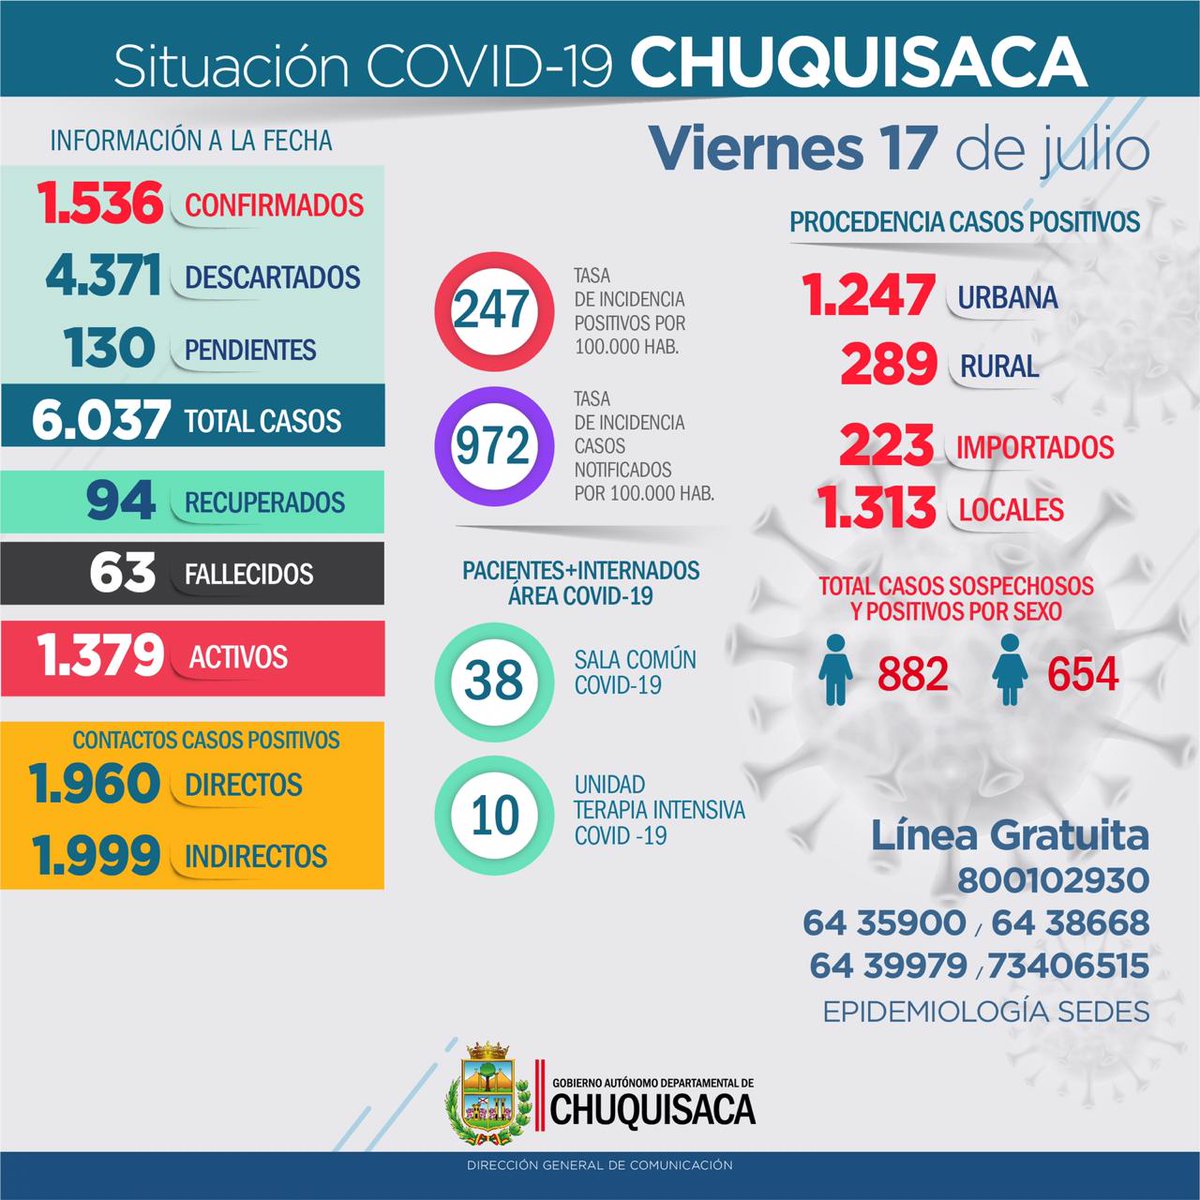 Situación COVID-19 CHUQUISACA
INFORMACIÓN A LA FECHA
1.536 CONFIRMADOS
4.371 DESCARTADOS
130 PENDIENTES
6.037 TOTAL CASOS
94 RECUPERADOS
63 FALLECIDOS
1.379 ACTIVOS
CONTACTOS CASOS POSITIVOS
1.960 DIRECTOS
1.999 INDIRECTOS
Viernes 17 de julio
247
TASA
DE INCIDENCIA
POSITIVOS POR
100.000 HAB.
972
TASA
DE INCIDENCIA
CASOS
NOTIFICADOS
POR 100.000 HAB.
PACIENTES+INTERNADOS
ÁREA COVID-19
38
SALA COMÚN
COVID-19
10
UNIDAD
TERAPIA INTENSIVA
COVID -19
PROCEDENCIA CASOS POSITIVOS
1.247 URBANA
289 RURAL
223 IMPORTADOS
1.313 LOCALES
TOTAL CASOS SOSPECHOSOS
Y POSITIVOS POR SEXO
882 654
Línea Gratuita
800102930
64 35900 / 64 38668
64 39979 / 73406515
EPIDEMIOLOGÍA SEDES
GOBIERNO AUTÓNOMO DEPARTAMENTAL DE
CHUQUISACA
DIRECCIÓN GENERAL DE COMUNICACIÓN